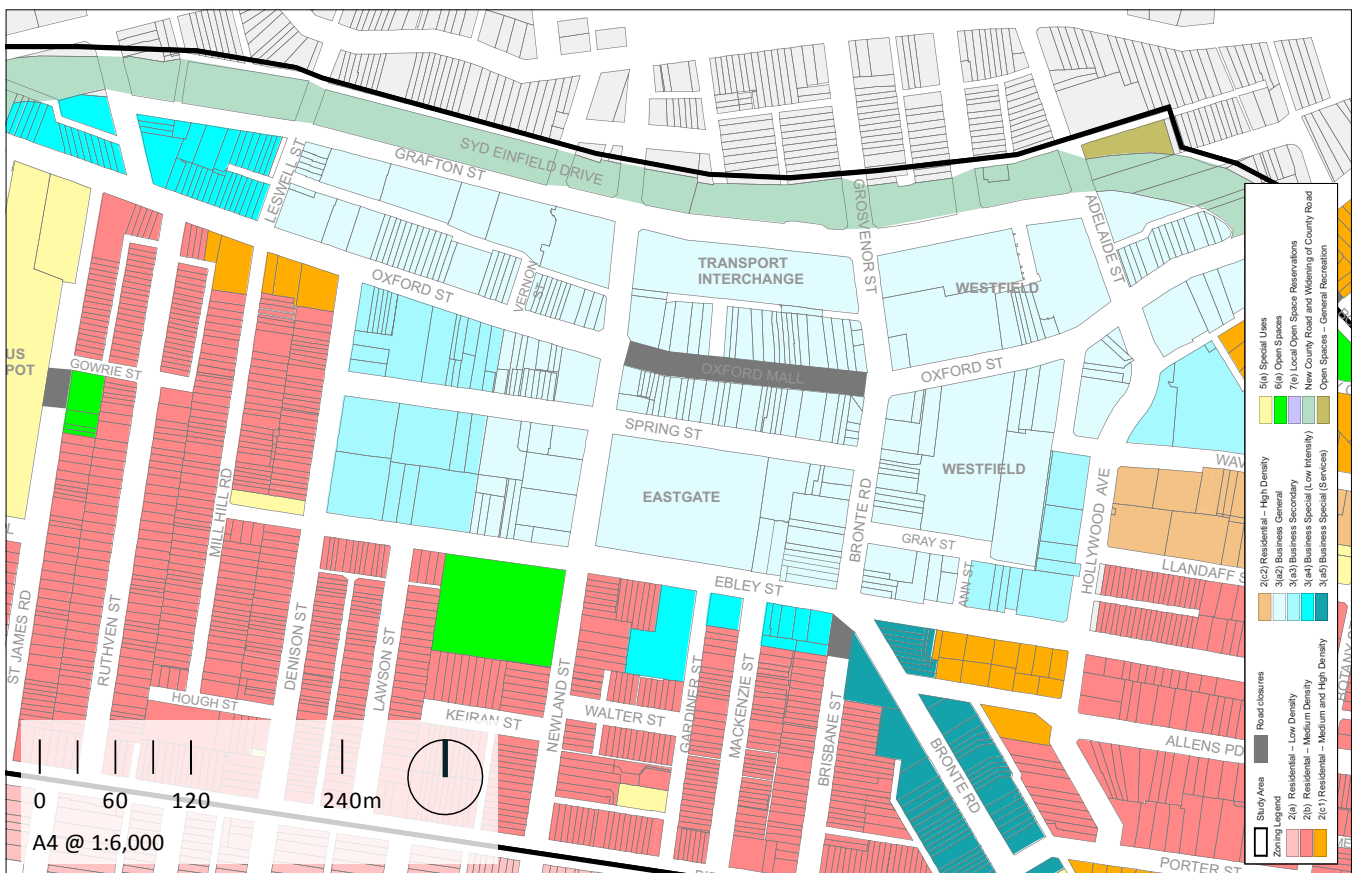 SYD EINFIELD DRIVE
GRAFTON ST
LESWELL ST
GROSVENOR ST
ADELAIDE ST
TRANSPORT
INTERCHANGE
WESTFIELD
VERNON
ST
OXFORD ST
US
POT
GOWRIE ST
OXFORD MALL
OXFORD ST
SPRING ST
EASTGATE
WESTFIELD
WAV
MILL HILL RD
BRONTE RD
HOLLYWOOD AVE
GRAY ST
ANN ST
LLANDAFF S
EBLEY ST
ST JAMES RD
RUTHVEN ST
DENISON ST
LAWSON ST
NEWLAND ST
GARDINER ST
MACKENZIE ST
BRISBANE ST
BOTANY ST
HOUGH ST
KEIRAN ST
WALTER ST
BRONTE RD
ALLENS PD
PORTER ST
0 60 120 240m
A4 @ 1:6,000
Study Area
Road closures
Zoning Legend
2(a) Residential – Low Density
2(b) Residential – Medium Density
2(c1) Residential – Medium and High Density
2(c2) Residential – High Density
3(a2) Business General
3(a3) Business Secondary
3(a4) Business Special (Low Intensity)
3(a5) Business Special (Services)
5(a) Special Uses
6(a) Open Spaces
7(e) Local Open Space Reservations
New County Road and Widening of County Road
Open Spaces – General Recreation